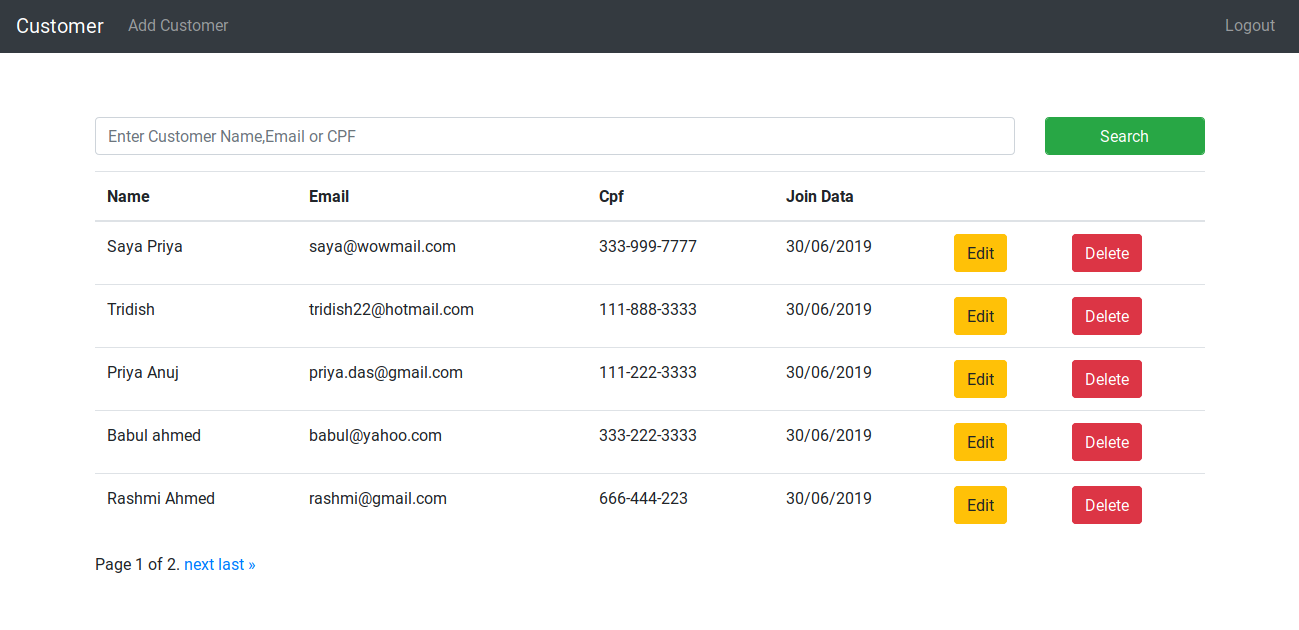 Customer Add Customer Logout
Enter Customer Name,Email or CPF Search
Name Email Cpf Join Data
Saya Priya saya@wowmail.com 333-999-7777 30/06/2019 Edit Delete
Tridish tridish22@hotmail.com 111-888-3333 30/06/2019 Edit Delete
Priya Anuj priya.das@gmail.com 111-222-3333 30/06/2019 Edit Delete
Babul ahmed babul@yahoo.com 333-222-3333 30/06/2019 Edit Delete
Rashmi Ahmed rashmi@gmail.com 666-444-223 30/06/2019 Edit Delete
Page 1 of 2. next last »